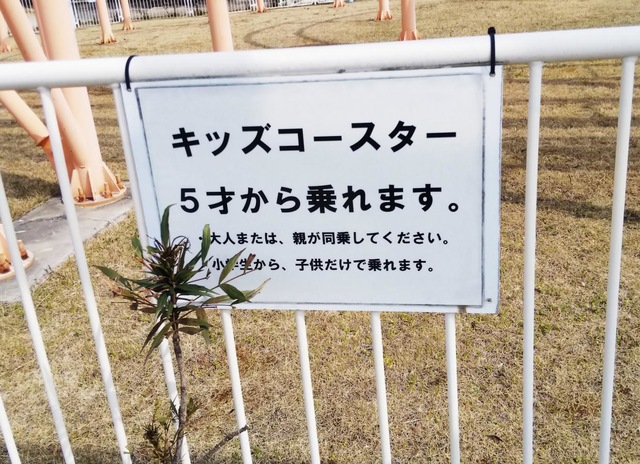 キッズコースター
5才から乗れます。
・大人または、親が同乗してください。
小学生から、子供だけで乗れます。